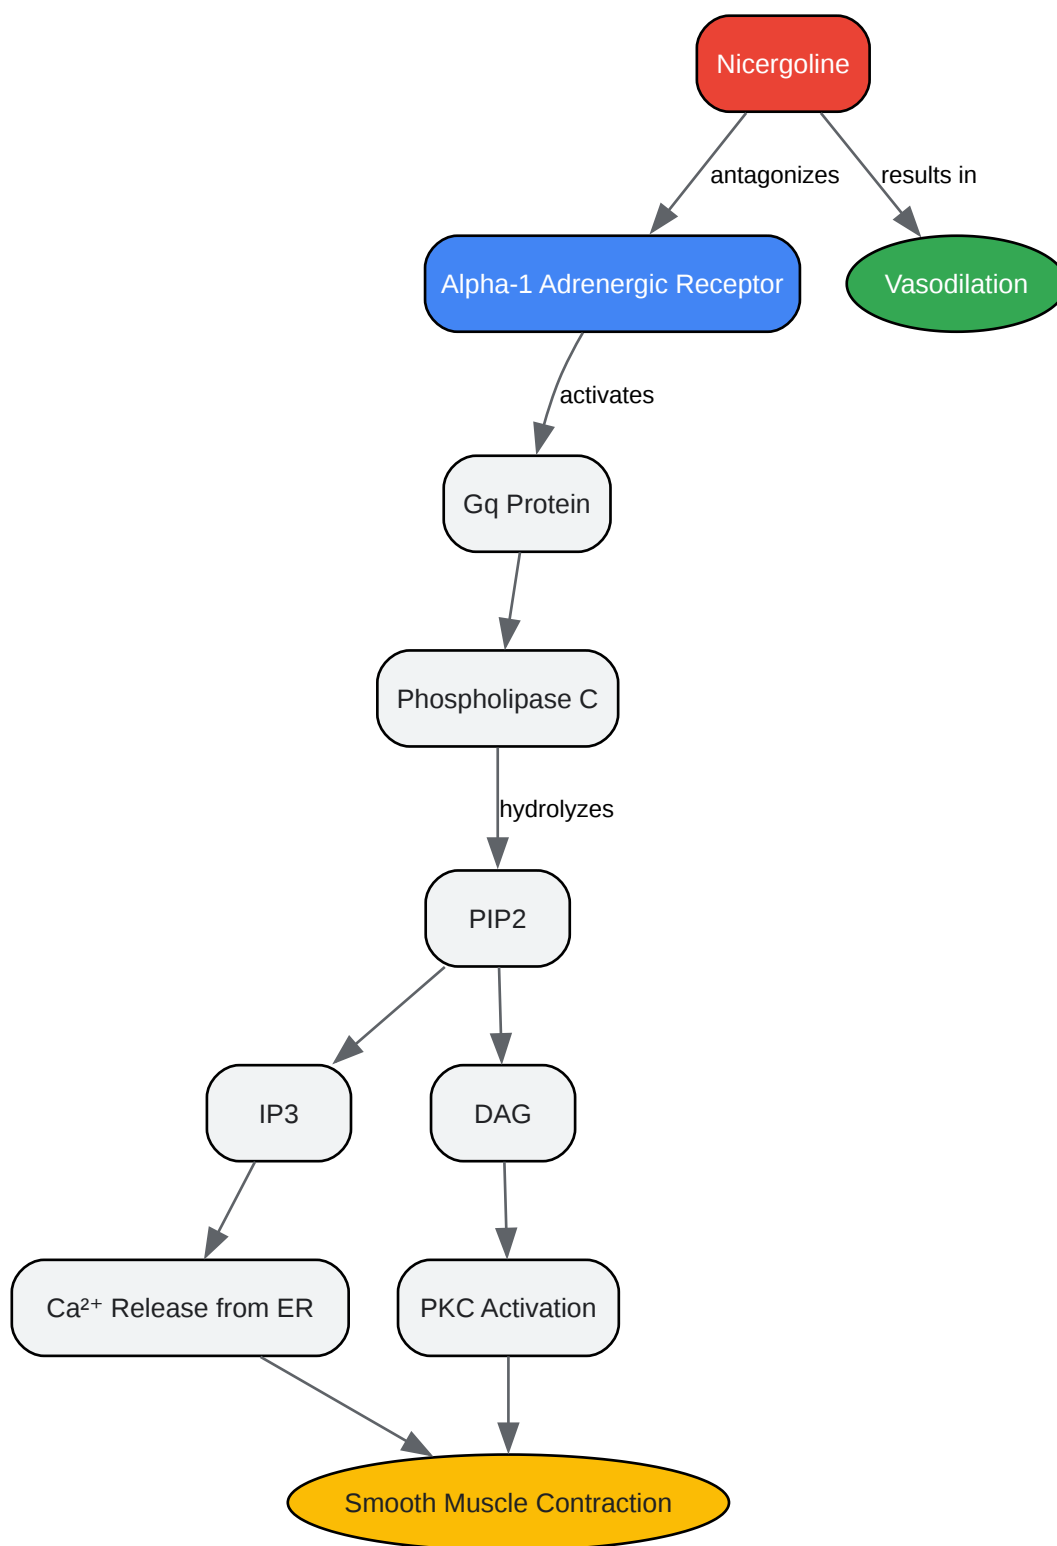 Nicergoline
antagonizes
results in
Alpha-1 Adrenergic Receptor
Vasodilation
activates
Gq Protein
Phospholipase C
hydrolyzes
PIP2
IP3
DAG
Ca²⁺ Release from ER
PKC Activation
Smooth Muscle Contraction